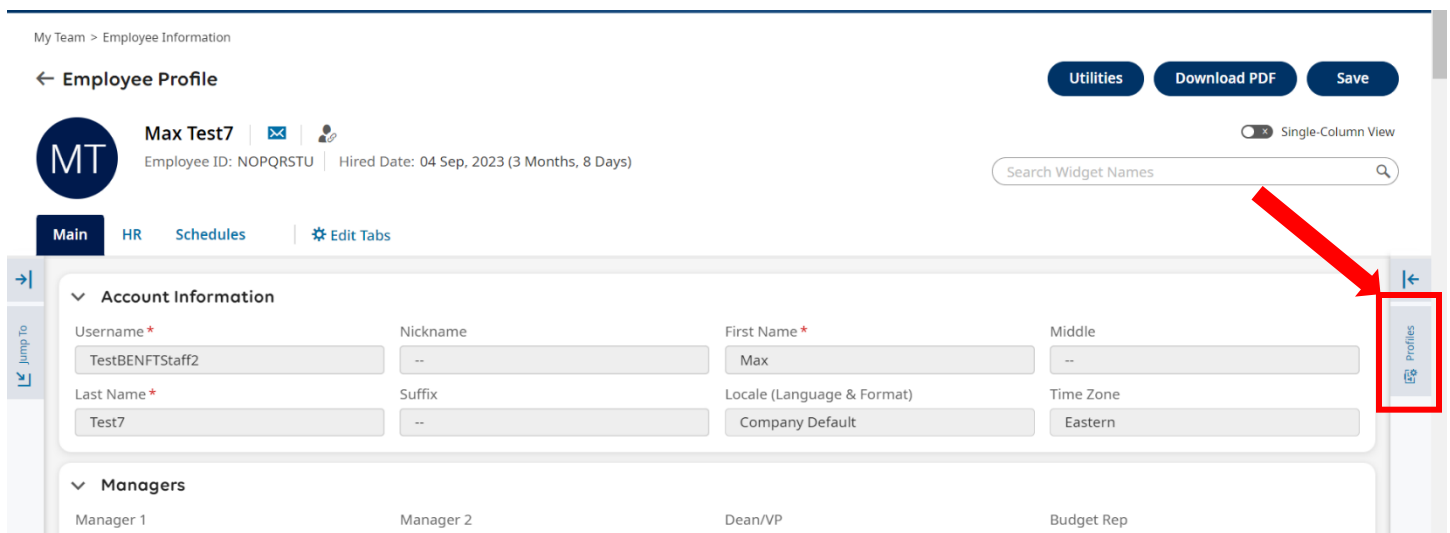 My Team > Employee Information
← Employee Profile
Utilities
Download PDF
Save
MT
Max Test7
Employee ID: NOPQRSTU
Hired Date: 04 Sep, 2023 (3 Months, 8 Days)
Single-Column View
Search Widget Names
Main
HR
Schedules
Edit Tabs
Jump To
Profiles
Account Information
Username * Nickname First Name * Middle
TestBENFTStaff2 -- Max --
Last Name * Suffix Locale (Language & Format) Time Zone
Test7 -- Company Default Eastern
Managers
Manager 1 Manager 2 Dean/VP Budget Rep